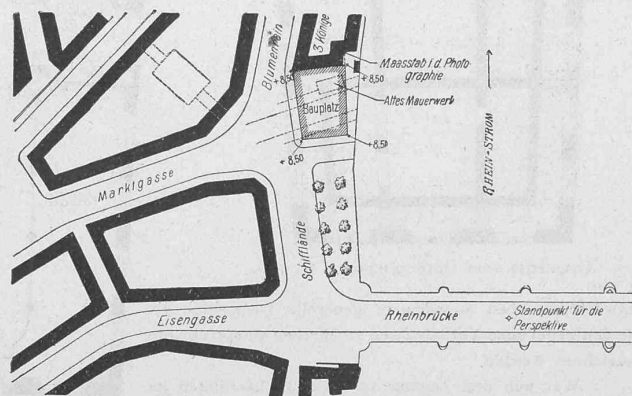 Blumenrain
3 Könige
Maasstab i. d. Photo-
graphie
+ 8,50
+ 8,50
Altes Mauerwerk
Bauplatz
+ 8,50
+ 8,50
RHEIN-STROM
Marktgasse
Schifflände
Eisengasse
Rheinbrücke
Standpunkt für die
Perspektive